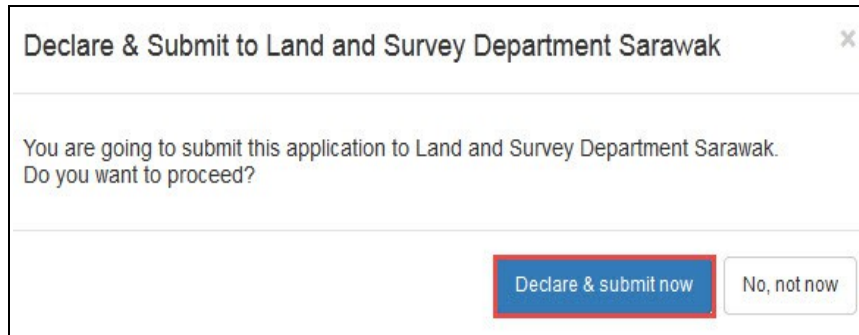 Declare & Submit to Land and Survey Department Sarawak
×
You are going to submit this application to Land and Survey Department Sarawak.
Do you want to proceed?
Declare & submit now
No, not now